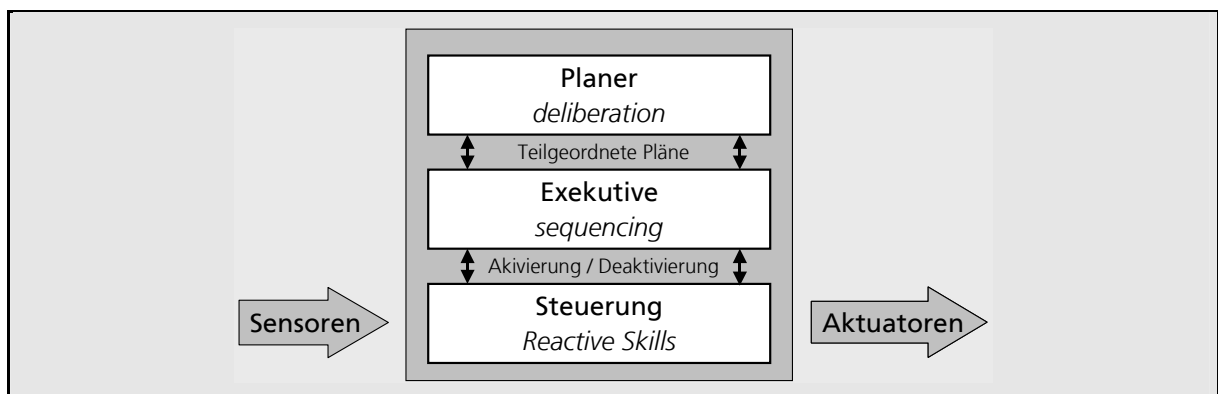 Planer
deliberation
Teilgeordnete Pläne
Exekutive
sequencing
Akivierung / Deaktivierung
Steuerung
Reactive Skills
Sensoren
Aktuatoren